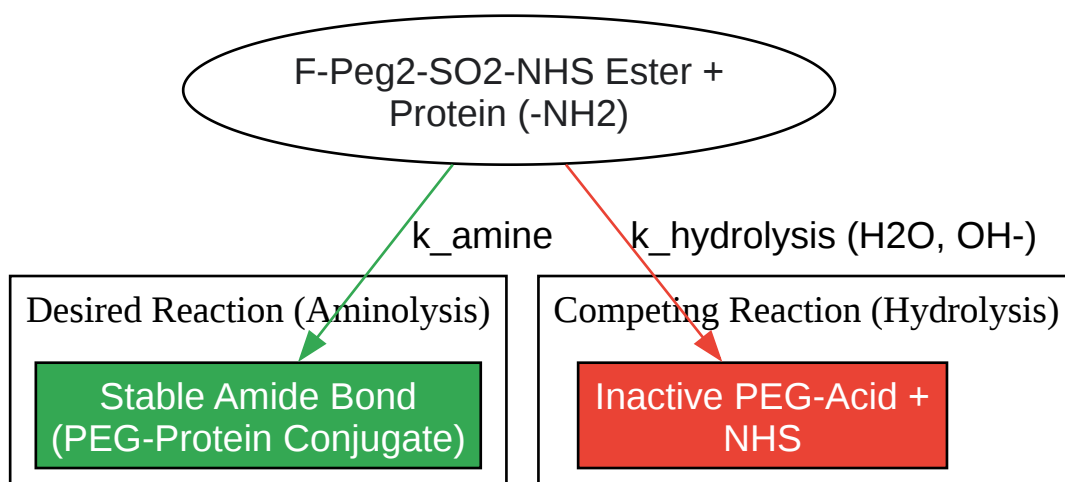 F-Peg2-SO2-NHS Ester +
Protein (-NH2)
k_amine
k_hydrolysis (H2O, OH-)
Desired Reaction (Aminolysis)
Competing Reaction (Hydrolysis)
Stable Amide Bond
(PEG-Protein Conjugate)
Inactive PEG-Acid +
NHS